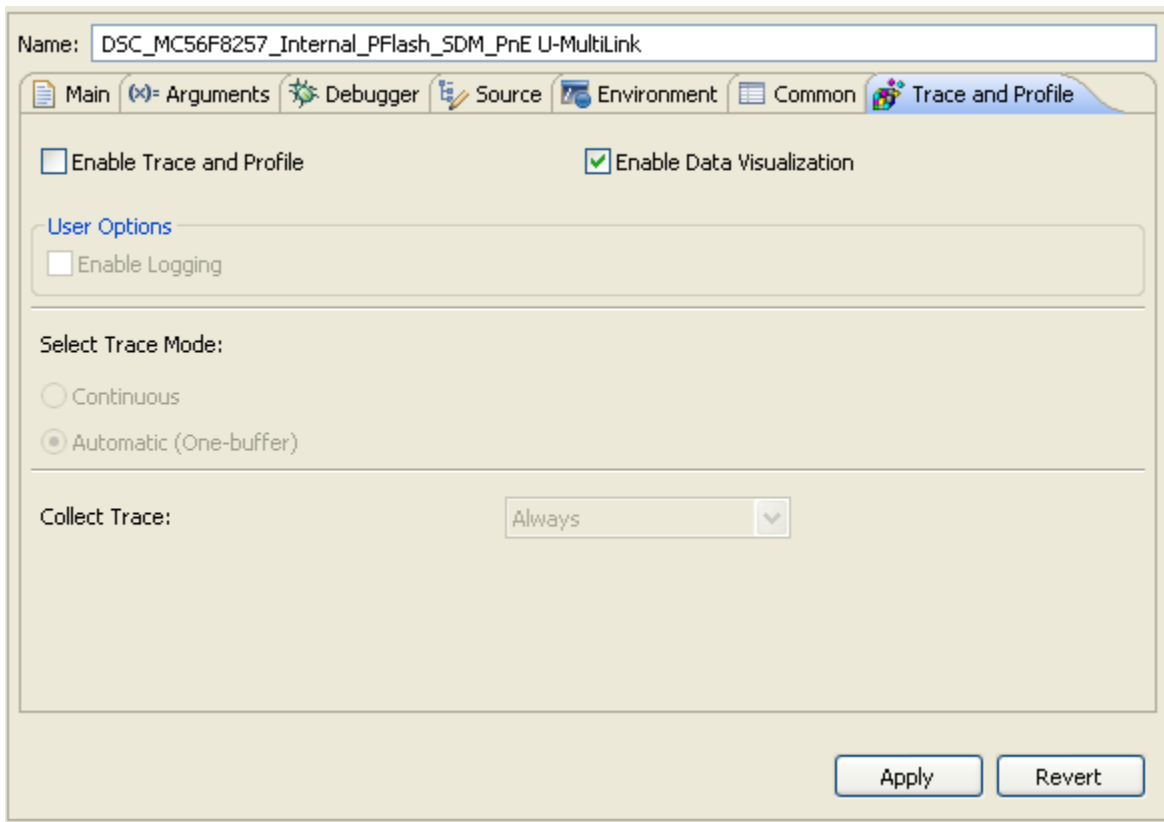 Name: DSC_MC56F8257_Internal_PFlash_SDM_PnE U-MultiLink
Main (x)= Arguments Debugger Source Environment Common Trace and Profile
Enable Trace and Profile Enable Data Visualization
User Options
Enable Logging
Select Trace Mode:
Continuous
Automatic (One-buffer)
Collect Trace: Always
Apply Revert